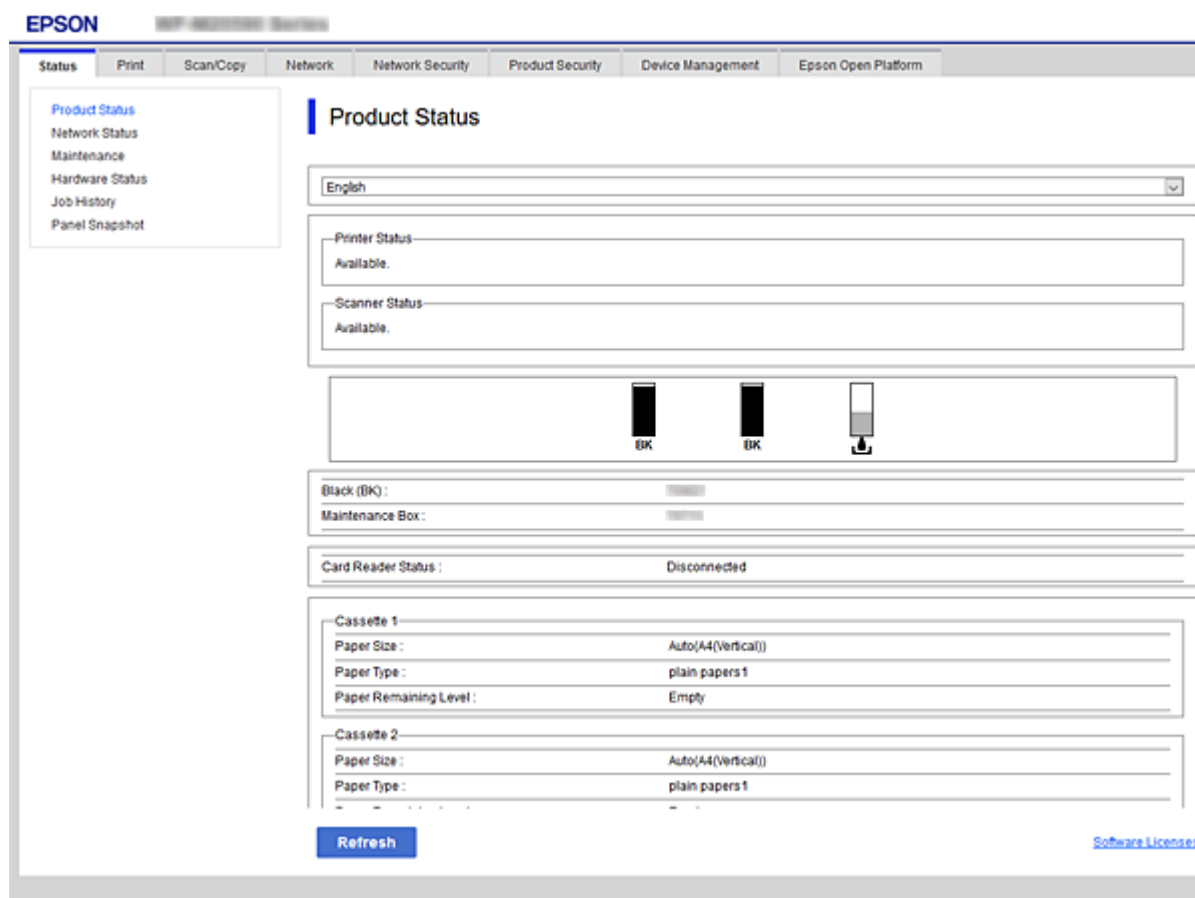 EPSON
Status Print Scan/Copy Network Network Security Product Security Device Management Epson Open Platform
Product Status
Network Status
Maintenance
Hardware Status
Job History
Panel Snapshot
Product Status
English
Printer Status
Available.
Scanner Status
Available.
BK BK
Black (BK) :
Maintenance Box :
Card Reader Status : Disconnected
Cassette 1
Paper Size : Auto(A4(Vertical))
Paper Type : plain papers1
Paper Remaining Level : Empty
Cassette 2
Paper Size : Auto(A4(Vertical))
Paper Type : plain papers1
Refresh
Software Licenses